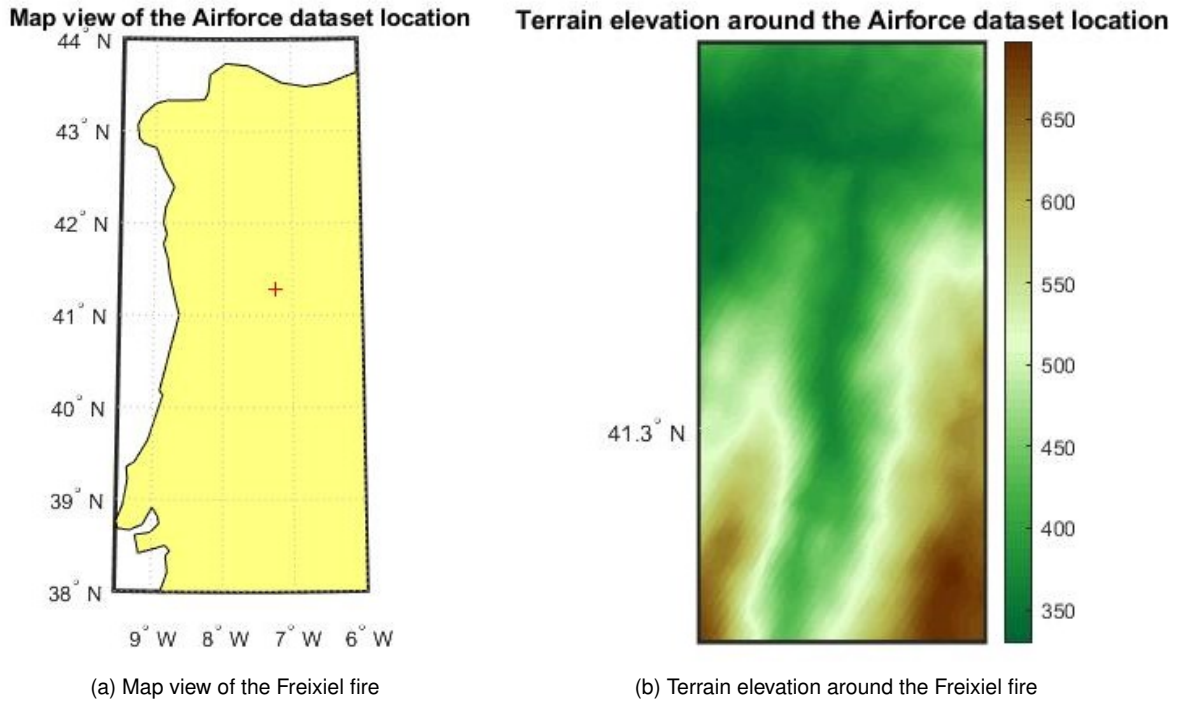 Map view of the Airforce dataset location
44° N
43° N
42° N
41° N
40° N
39° N
38° N
9° W 8° W 7° W 6° W
(a) Map view of the Freixiel fire
Terrain elevation around the Airforce dataset location
41.3° N
650
600
550
500
450
400
350
(b) Terrain elevation around the Freixiel fire